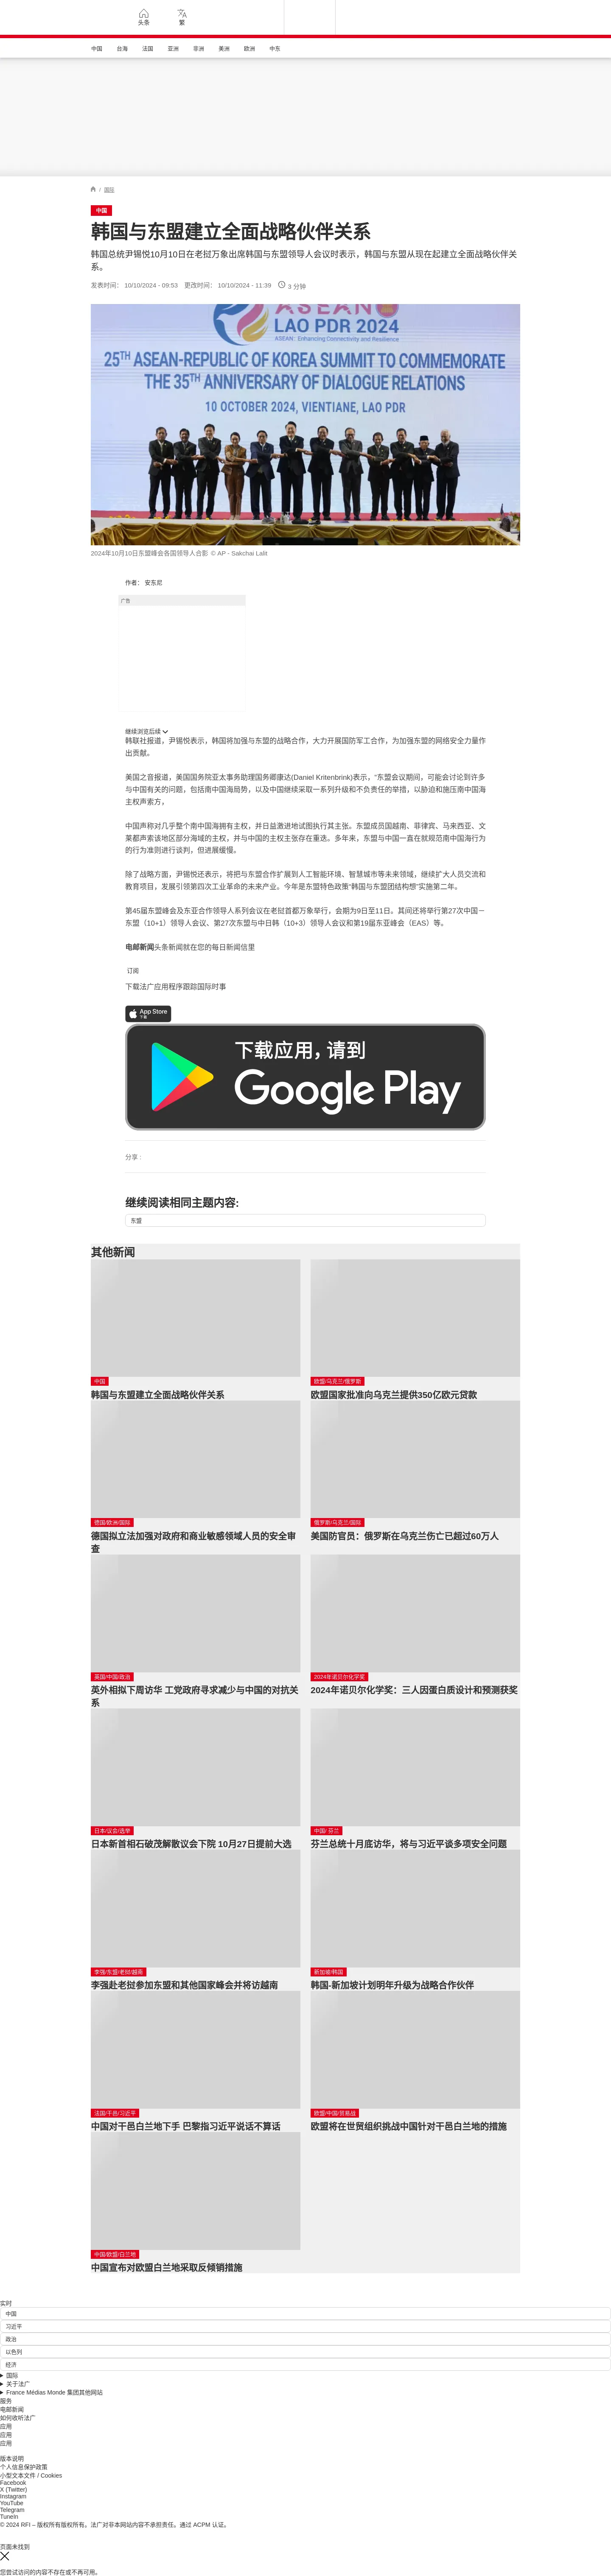 头条
繁
中国
台海
法国
亚洲
非洲
美洲
欧洲
中东
/ 国际
中国
韩国与东盟建立全面战略伙伴关系
韩国总统尹锡悦10月10日在老挝万象出席韩国与东盟领导人会议时表示，韩国与东盟从现在起建立全面战略伙伴关
系。
发表时间： 10/10/2024 - 09:53 更改时间： 10/10/2024 - 11:39 3 分钟
LAO PDR 2024
ASEAN: Enhancing Connectivity and Resilience
25TH ASEAN-REPUBLIC OF KOREA SUMMIT TO COMMEMORATE
THE 35TH ANNIVERSARY OF DIALOGUE RELATIONS
10 OCTOBER 2024, VIENTIANE, LAO PDR
2024年10月10日东盟峰会各国领导人合影 © AP - Sakchai Lalit
作者： 安东尼
广告
继续浏览后续
韩联社报道，尹锡悦表示，韩国将加强与东盟的战略合作，大力开展国防军工合作，为加强东盟的网络安全力量作
出贡献。
美国之音报道，美国国务院亚太事务助理国务卿康达(Daniel Kritenbrink)表示，“东盟会议期间，可能会讨论到许多
与中国有关的问题，包括南中国海局势，以及中国继续采取一系列升级和不负责任的举措，以胁迫和施压南中国海
主权声索方。
中国声称对几乎整个南中国海拥有主权，并日益激进地试图执行其主张。东盟成员国越南、菲律宾、马来西亚、文
莱都声索该地区部分海域的主权，并与中国的主权主张存在重迭。多年来，东盟与中国一直在就规范南中国海行为
的行为准则进行谈判，但进展缓慢。
除了战略方面，尹锡悦还表示，将把与东盟合作扩展到人工智能环境、智慧城市等未来领域，继续扩大人员交流和
教育项目，发展引领第四次工业革命的未来产业。今年是东盟特色政策“韩国与东盟团结构想”实施第二年。
第45届东盟峰会及东亚合作领导人系列会议在老挝首都万象举行，会期为9日至11日。其间还将举行第27次中国－
东盟（10+1）领导人会议、第27次东盟与中日韩（10+3）领导人会议和第19届东亚峰会（EAS）等。
电邮新闻头条新闻就在您的每日新闻信里
订阅
下载法广应用程序跟踪国际时事
App Store
下载
下载应用，请到
Google Play
分享 :
继续阅读相同主题内容:
东盟
其他新闻
中国
韩国与东盟建立全面战略伙伴关系
欧盟/乌克兰/俄罗斯
欧盟国家批准向乌克兰提供350亿欧元贷款
德国/欧洲/国际
德国拟立法加强对政府和商业敏感领域人员的安全审
查
俄罗斯/乌克兰/国际
美国防官员：俄罗斯在乌克兰伤亡已超过60万人
英国/中国/政治
英外相拟下周访华 工党政府寻求减少与中国的对抗关
系
2024年诺贝尔化学奖
2024年诺贝尔化学奖：三人因蛋白质设计和预测获奖
日本/议会/选举
日本新首相石破茂解散议会下院 10月27日提前大选
中国/ 芬兰
芬兰总统十月底访华，将与习近平谈多项安全问题
李强/东盟/老挝/越南
李强赴老挝参加东盟和其他国家峰会并将访越南
新加坡/韩国
韩国-新加坡计划明年升级为战略合作伙伴
法国/干邑/习近平
中国对干邑白兰地下手 巴黎指习近平说话不算话
欧盟/中国/贸易战
欧盟将在世贸组织挑战中国针对干邑白兰地的措施
中国/欧盟/白兰地
中国宣布对欧盟白兰地采取反倾销措施
实时
中国
习近平
政治
以色列
经济
国际
关于法广
France Médias Monde 集团其他网站
服务
电邮新闻
如何收听法广
应用
应用
应用
版本说明
个人信息保护政策
小型文本文件 / Cookies
Facebook
X (Twitter)
Instagram
YouTube
Telegram
TuneIn
© 2024 RFI – 版权所有版权所有。法广对非本网站内容不承担责任。通过 ACPM 认证。
页面未找到
您尝试访问的内容不存在或不再可用。